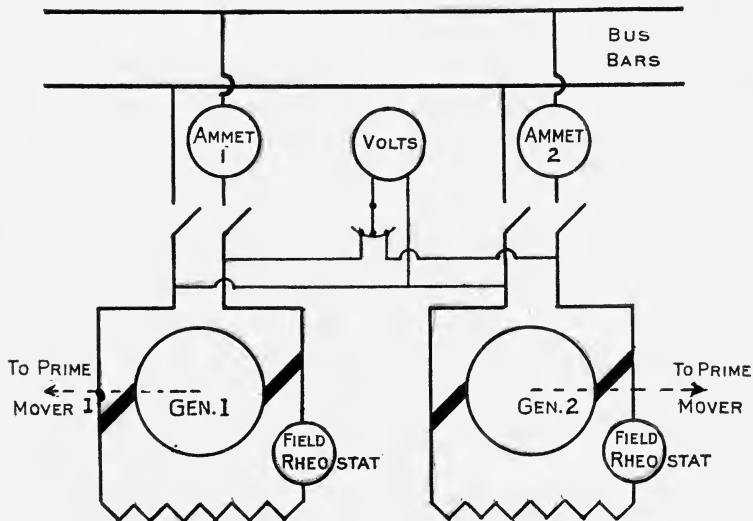 BUS
BARS
AMMET
1
VOLTS
AMMET
2
TO PRIME
MOVER 1
GEN.1
FIELD
RHEOSTAT
GEN.2
TO PRIME
MOVER
FIELD
RHEOSTAT